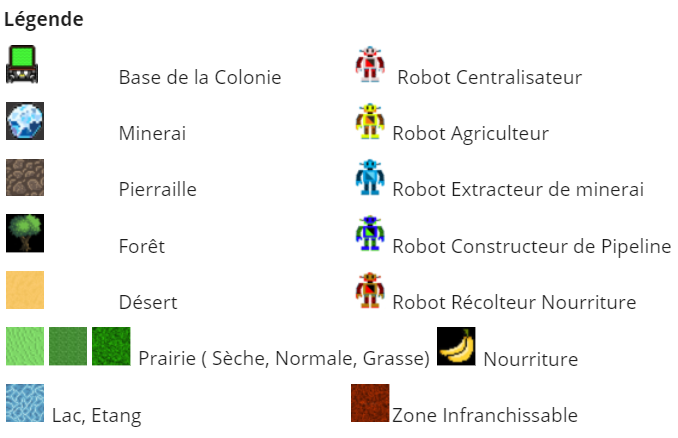 Légende
Base de la Colonie
Robot Centralisateur
Minerai
Robot Agriculteur
Pierraille
Robot Extracteur de minerai
Forêt
Robot Constructeur de Pipeline
Désert
Robot Récolteur Nourriture
Prairie ( Sèche, Normale, Grasse)
Nourriture
Lac, Etang
Zone Infranchissable